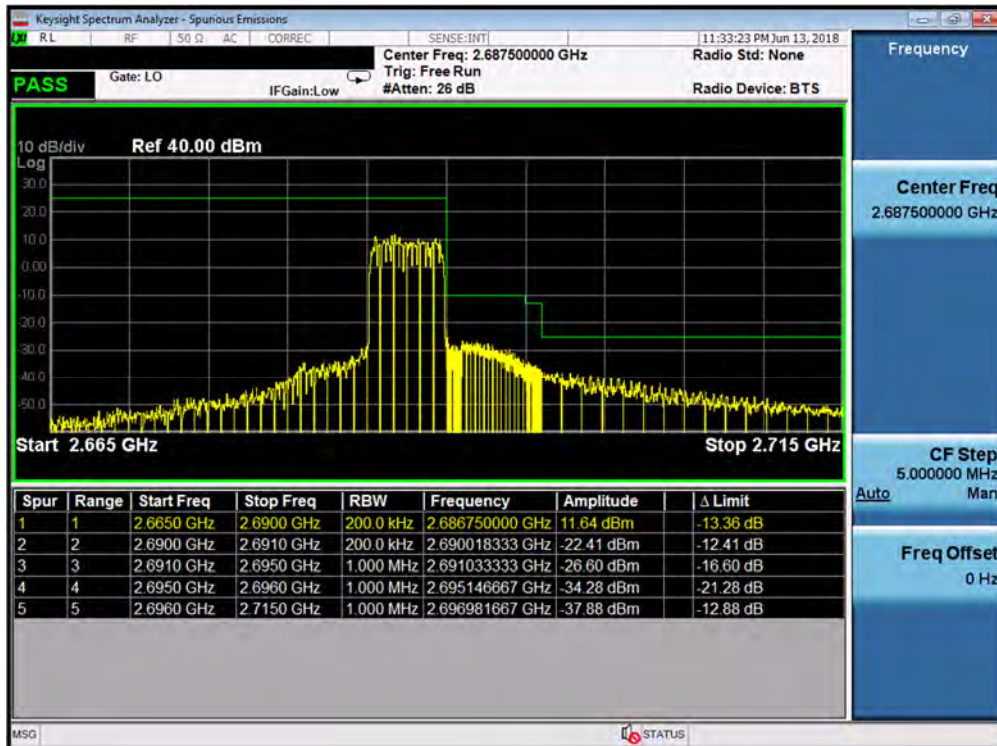 Keysight Spectrum Analyzer - Spurious Emissions
LXI RL RF 50 Ω AC CORREC SENSE:INT 11:33:23 PM Jun 13, 2018
Center Freq: 2.687500000 GHz Radio Std: None
Gate: LO Trig: Free Run
PASS IFGain:Low #Atten: 26 dB Radio Device: BTS
10 dB/div Ref 40.00 dBm
Log
30.0
20.0
10.0
0.00
-10.0
-20.0
-30.0
-40.0
-50.0
Start 2.665 GHz Stop 2.715 GHz
Spur Range Start Freq Stop Freq RBW Frequency Amplitude Δ Limit
1 1 2.6650 GHz 2.6900 GHz 200.0 kHz 2.686750000 GHz 11.64 dBm -13.36 dB
2 2 2.6900 GHz 2.6910 GHz 200.0 kHz 2.690018333 GHz -22.41 dBm -12.41 dB
3 3 2.6910 GHz 2.6950 GHz 1.000 MHz 2.691033333 GHz -26.60 dBm -16.60 dB
4 4 2.6950 GHz 2.6960 GHz 1.000 MHz 2.695146667 GHz -34.28 dBm -21.28 dB
5 5 2.6960 GHz 2.7150 GHz 1.000 MHz 2.696981667 GHz -37.88 dBm -12.88 dB
MSG STATUS
Frequency
Center Freq
2.687500000 GHz
CF Step
5.000000 MHz
Auto Man
Freq Offset
0 Hz